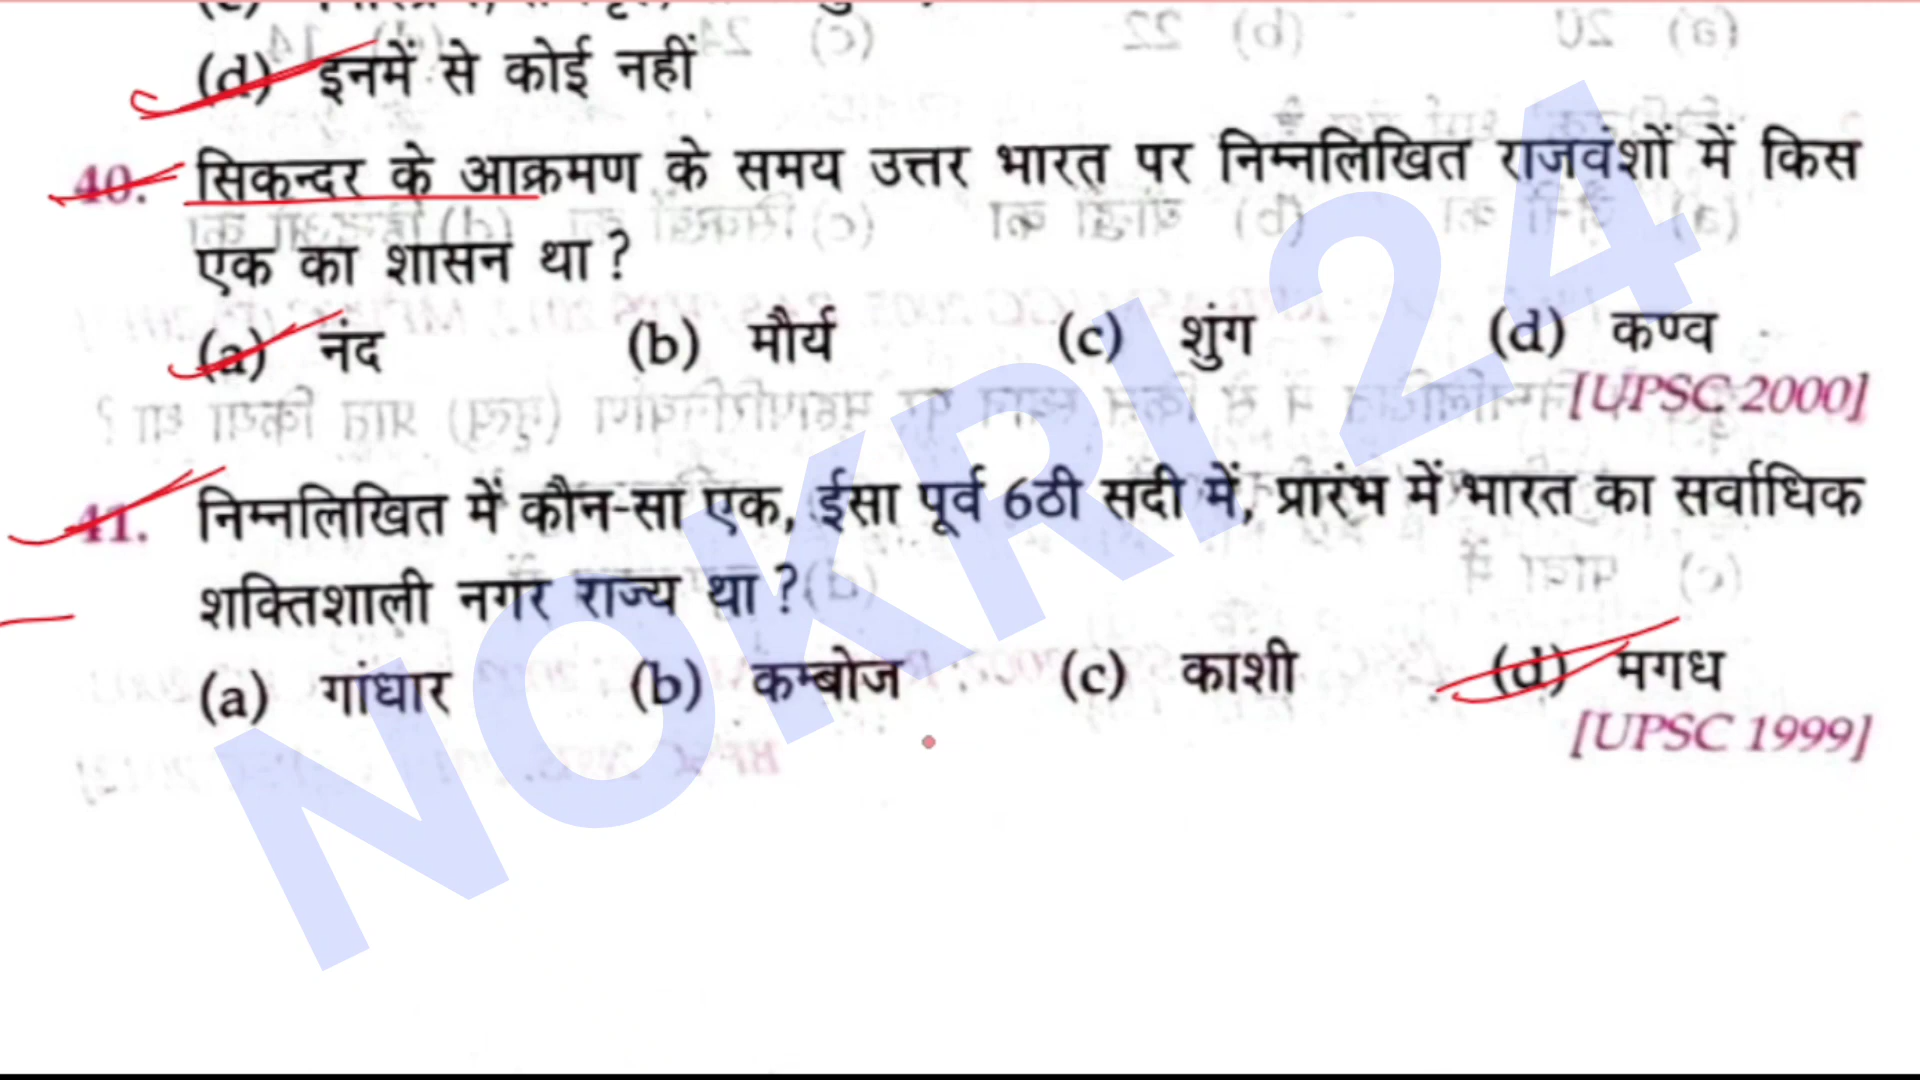 (d) इनमें से कोई नहीं
40. सिकन्दर के आक्रमण के समय उत्तर भारत पर निम्नलिखित राजवंशों में किस
एक का शासन था ?
(a) नंद (b) मौर्य (c) शुंग (d) कण्व
[UPSC 2000]
41. निम्नलिखित में कौन-सा एक, ईसा पूर्व 6ठी सदी में, प्रारंभ में भारत का सर्वाधिक
शक्तिशाली नगर राज्य था ?
(a) गांधार (b) कम्बोज (c) काशी (d) मगध
[UPSC 1999]
NOKRI 24